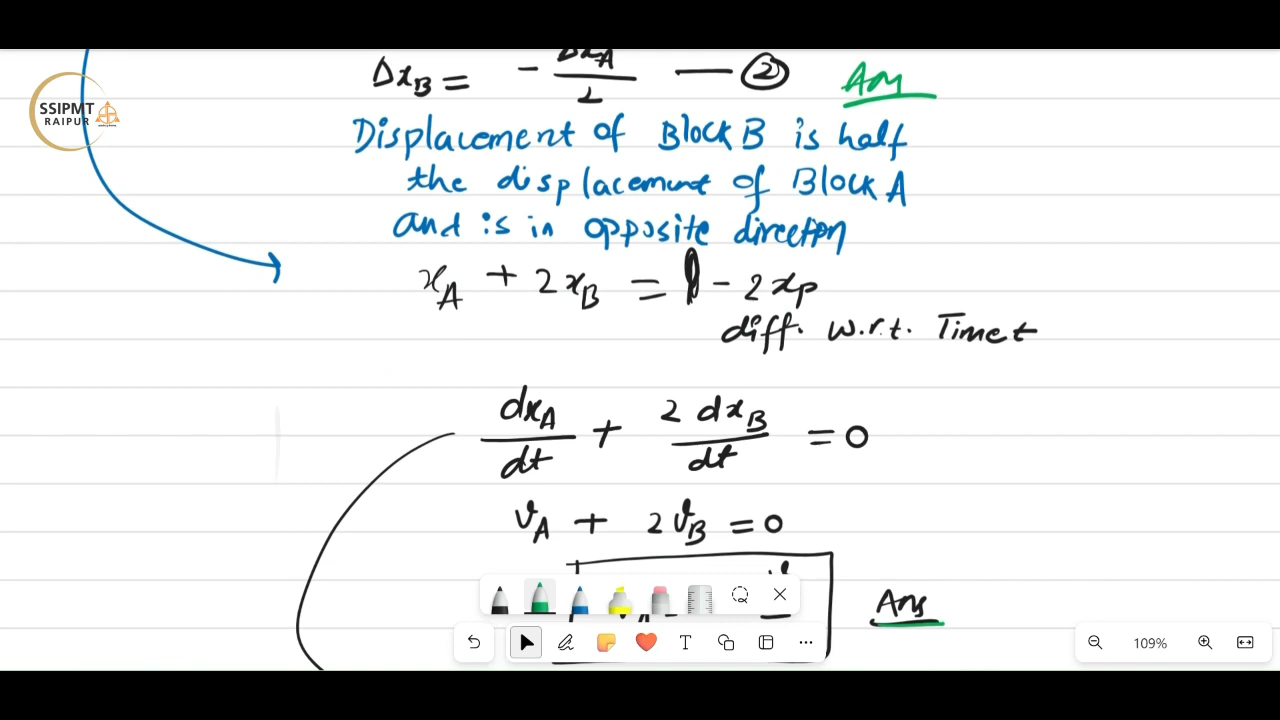 SSIPMT
RAIPUR
Δx_B = - Δx_A / 2 — ② Ans
Displacement of Block B is half
the displacement of Block A
and is in opposite direction
x_A + 2x_B = l - 2x_P
diff. w.r.t. Time t
dx_A/dt + 2 dx_B/dt = 0
v_A + 2v_B = 0
Ans
T
109%